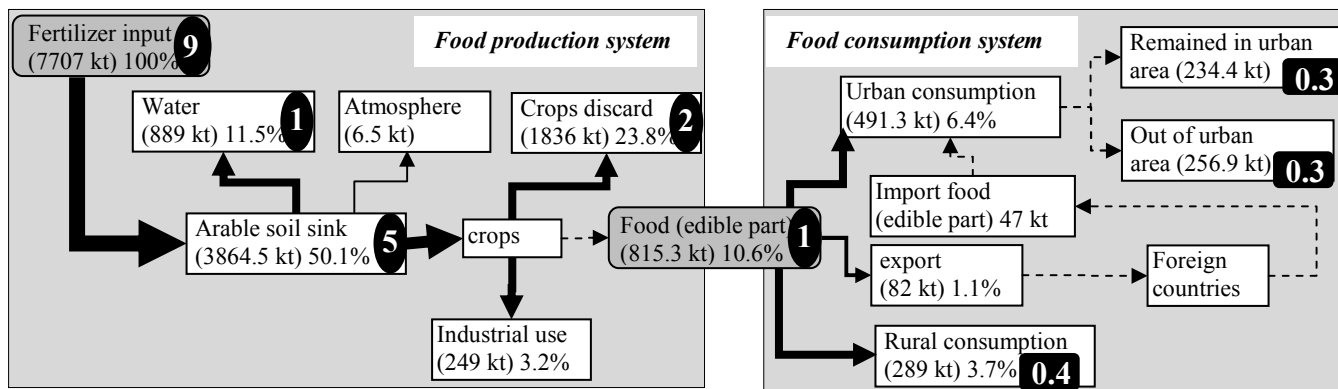 Fertilizer input
(7707 kt) 100%
9
Food production system
Water
(889 kt) 11.5%
1
Atmosphere
(6.5 kt)
Crops discard
(1836 kt) 23.8%
2
Arable soil sink
(3864.5 kt) 50.1%
5
crops
Industrial use
(249 kt) 3.2%
Food (edible part)
(815.3 kt) 10.6%
1
Food consumption system
Urban consumption
(491.3 kt) 6.4%
Remained in urban
area (234.4 kt)
0.3
Out of urban
area (256.9 kt)
0.3
Import food
(edible part) 47 kt
export
(82 kt) 1.1%
Foreign
countries
Rural consumption
(289 kt) 3.7%
0.4